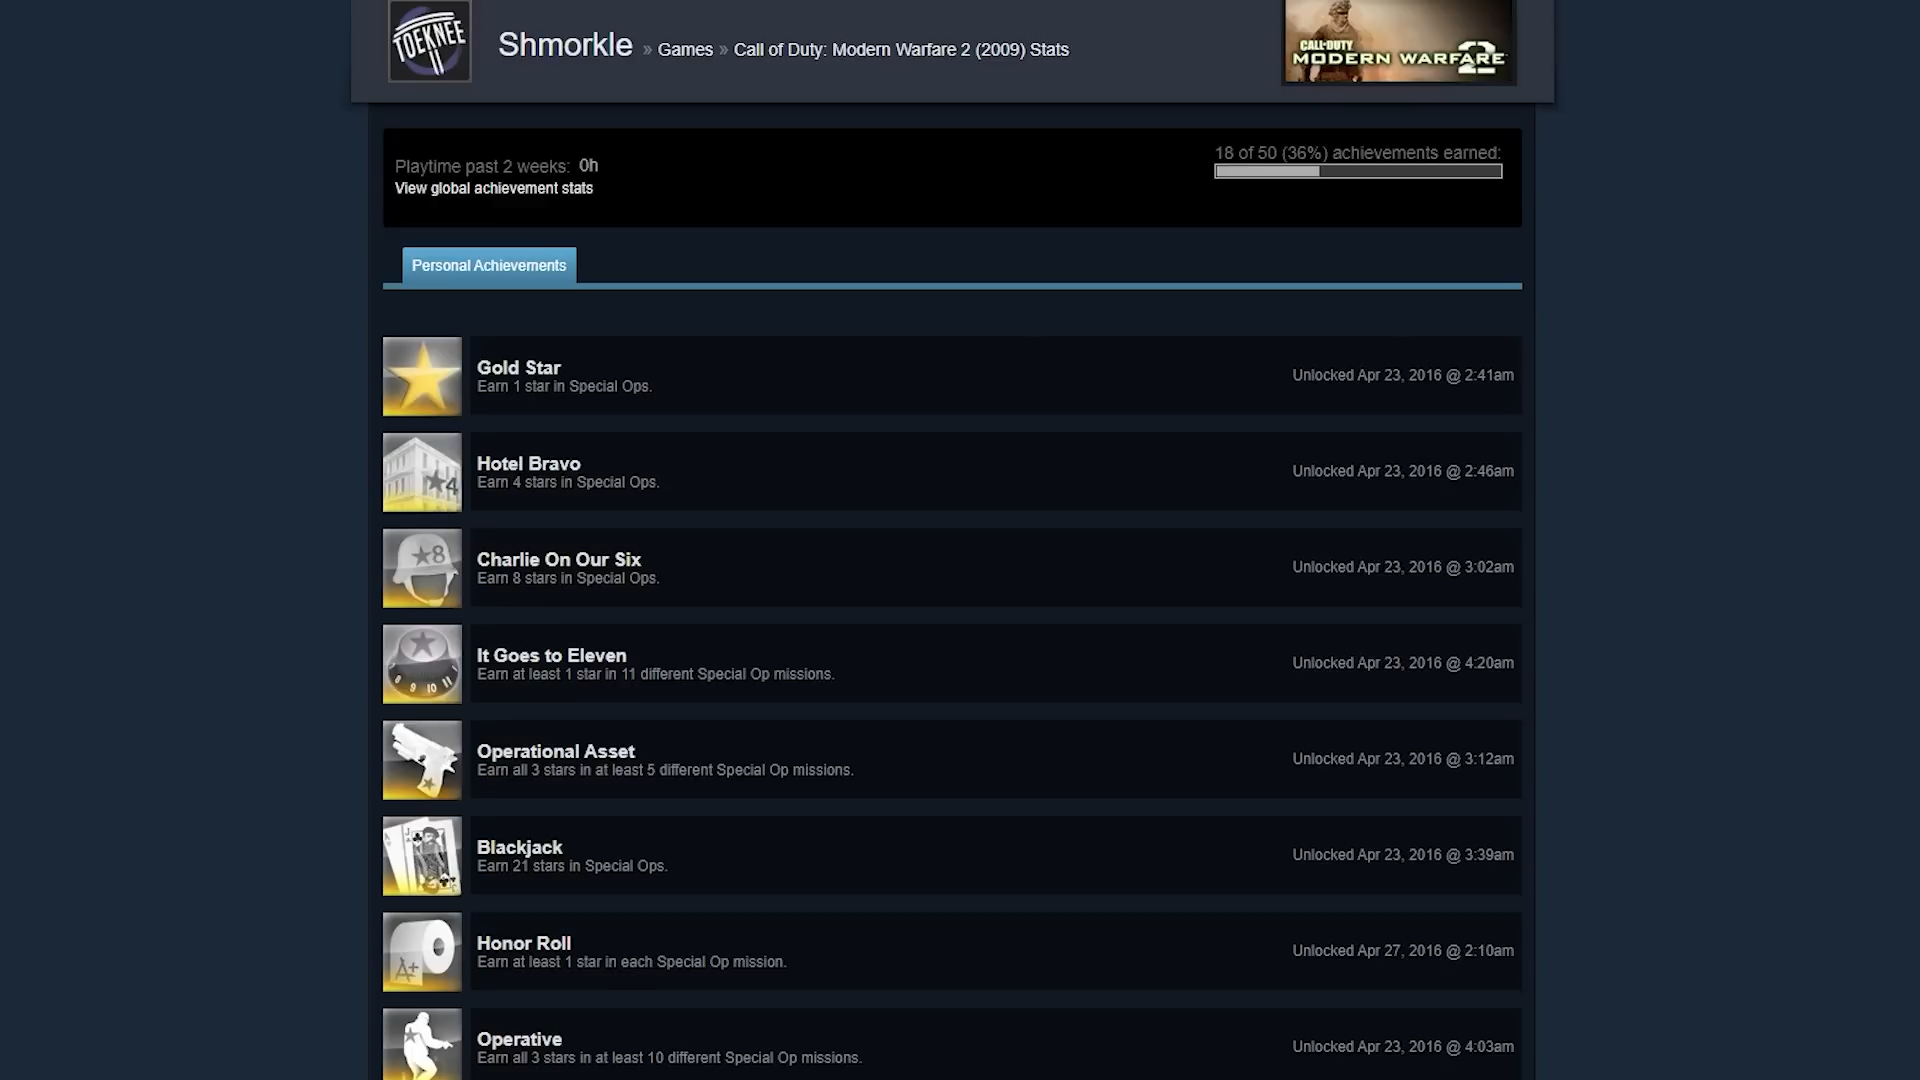 TOEKNEE
Shmorkle » Games » Call of Duty: Modern Warfare 2 (2009) Stats
CALL·DUTY
MODERN WARFARE 2
Playtime past 2 weeks: 0h
View global achievement stats
18 of 50 (36%) achievements earned:
Personal Achievements
Gold Star
Earn 1 star in Special Ops.
Unlocked Apr 23, 2016 @ 2:41am
4
Hotel Bravo
Earn 4 stars in Special Ops.
Unlocked Apr 23, 2016 @ 2:46am
8
Charlie On Our Six
Earn 8 stars in Special Ops.
Unlocked Apr 23, 2016 @ 3:02am
8 9 10 11
It Goes to Eleven
Earn at least 1 star in 11 different Special Op missions.
Unlocked Apr 23, 2016 @ 4:20am
Operational Asset
Earn all 3 stars in at least 5 different Special Op missions.
Unlocked Apr 23, 2016 @ 3:12am
A J
Blackjack
Earn 21 stars in Special Ops.
Unlocked Apr 23, 2016 @ 3:39am
A+
Honor Roll
Earn at least 1 star in each Special Op mission.
Unlocked Apr 27, 2016 @ 2:10am
Operative
Earn all 3 stars in at least 10 different Special Op missions.
Unlocked Apr 23, 2016 @ 4:03am